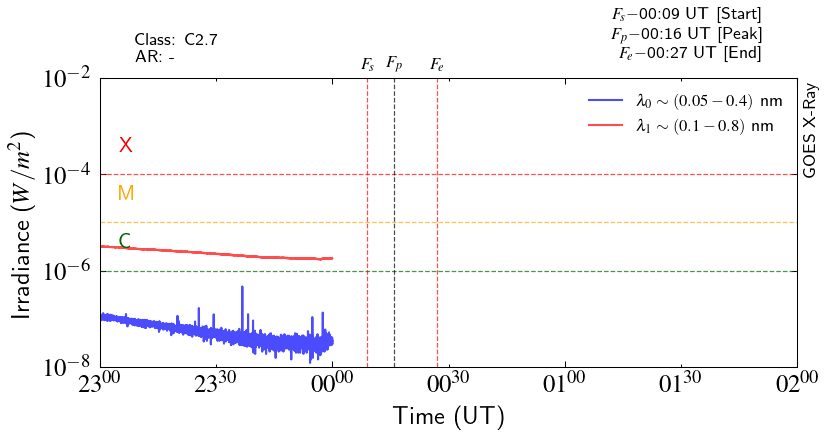 Class: C2.7
AR: -
Fₛ−00:09 UT [Start]
Fₚ−00:16 UT [Peak]
Fₑ−00:27 UT [End]
Fₛ Fₚ Fₑ
λ₀ ∼ (0.05 − 0.4) nm
λ₁ ∼ (0.1 − 0.8) nm
GOES X-Ray
Irradiance (W/m²)
10⁻²
X
10⁻⁴
M
C
10⁻⁶
10⁻⁸
23⁰⁰ 23³⁰ 00⁰⁰ 00³⁰ 01⁰⁰ 01³⁰ 02⁰⁰
Time (UT)